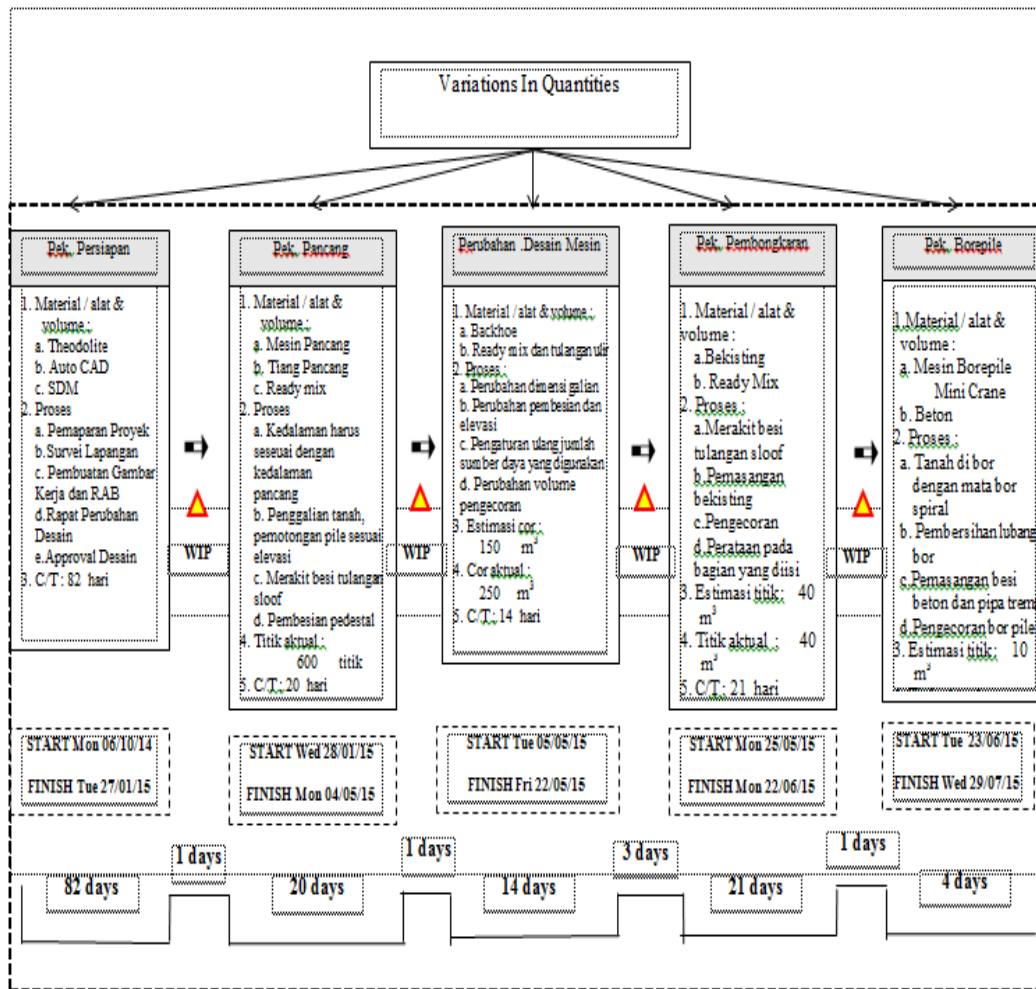 Variations In Quantities
Pek. Persiapan
1. Material / alat &
volume :
a. Theodolite
b. Auto CAD
c. SDM
2. Proses
a. Pemaparan Proyek
b.Survei Lapangan
c. Pembuatan Gambar
Kerja dan RAB
d.Rapat Perubahan
Desain
e.Approval Desain
3. C/T : 82 hari
Pek. Pancang
1. Material / alat &
volume :
a. Mesin Pancang
b. Tiang Pancang
c. Ready mix
2. Proses
a. Kedalaman harus
seseuai dengan
kedalaman
pancang
b. Penggalian tanah,
pemotongan pile sesuai
elevasi
c. Merakit besi tulangan
sloof
d. Pembesian pedestal
4. Titik aktual :
600 titik
5. C/T : 20 hari
Perubahan .Desain Mesin
1. Material / alat & volume :
a. Backhoe
b. Ready mix dan tulangan ulir
2. Proses :
a. Perubahan dimensi galian
b. Perubahan pembesian dan
elevasi
c. Pengaturan ulang jumlah
sumber daya yang digunakan
d. Perubahan volume
pengecoran
3. Estimasi cor :
150 m³
4. Cor aktual :
250 m³
5. C/T : 14 hari
Pek. Pembongkaran
1. Material / alat &
volume :
a.Bekisting
b. Ready Mix
2. Proses :
a.Merakit besi
tulangan sloof
b.Pemasangan
bekisting
c.Pengecoran
d.Perataan pada
bagian yang diisi
3. Estimasi titik : 40
m³
4. Titik aktual : 40
m³
5. C/T : 21 hari
Pek. Borepile
1.Material / alat &
volume :
a. Mesin Borepile
Mini Crane
b. Beton
2. Proses :
a. Tanah di bor
dengan mata bor
spiral
b. Pembersihan lubang
bor
c.Pemasangan besi
beton dan pipa trem
d.Pengecoran bor pile
3. Estimasi titik : 10
m³
WIP
WIP
WIP
WIP
START Mon 06/10/14
FINISH Tue 27/01/15
START Wed 28/01/15
FINISH Mon 04/05/15
START Tue 05/05/15
FINISH Fri 22/05/15
START Mon 25/05/15
FINISH Mon 22/06/15
START Tue 23/06/15
FINISH Wed 29/07/15
1 days
1 days
3 days
1 days
82 days
20 days
14 days
21 days
4 days